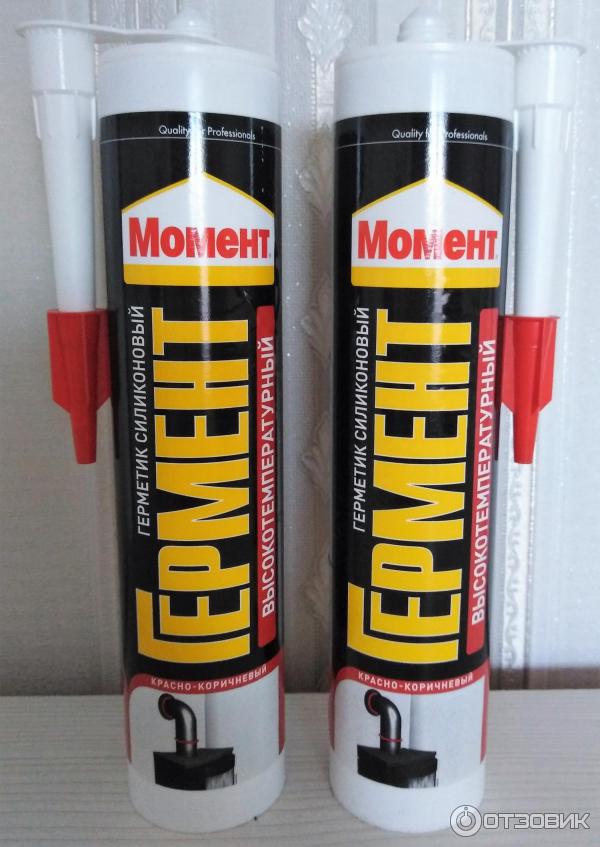 Quality for Professionals
Момент
ГЕРМЕТИК СИЛИКОНОВЫЙ
ГЕРМЕНТ
ВЫСОКОТЕМПЕРАТУРНЫЙ
КРАСНО-КОРИЧНЕВЫЙ
Quality for Professionals
Момент
ГЕРМЕТИК СИЛИКОНОВЫЙ
ГЕРМЕНТ
ВЫСОКОТЕМПЕРАТУРНЫЙ
КРАСНО-КОРИЧНЕВЫЙ
ОТЗОВИК